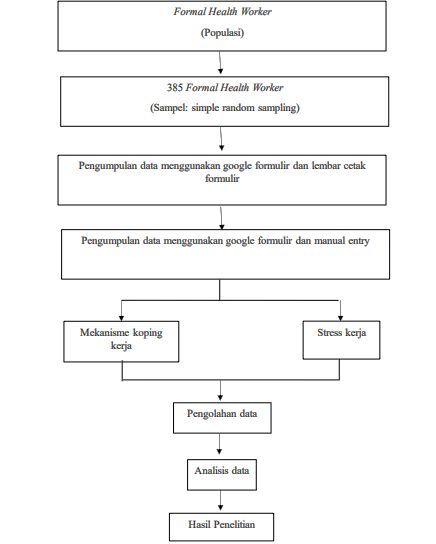 Formal Health Worker
(Populasi)
385 Formal Health Worker
(Sampel: simple random sampling)
Pengumpulan data menggunakan google formulir dan lembar cetak
formulir
Pengumpulan data menggunakan google formulir dan manual entry
Mekanisme koping
kerja
Stress kerja
Pengolahan data
Analisis data
Hasil Penelitian